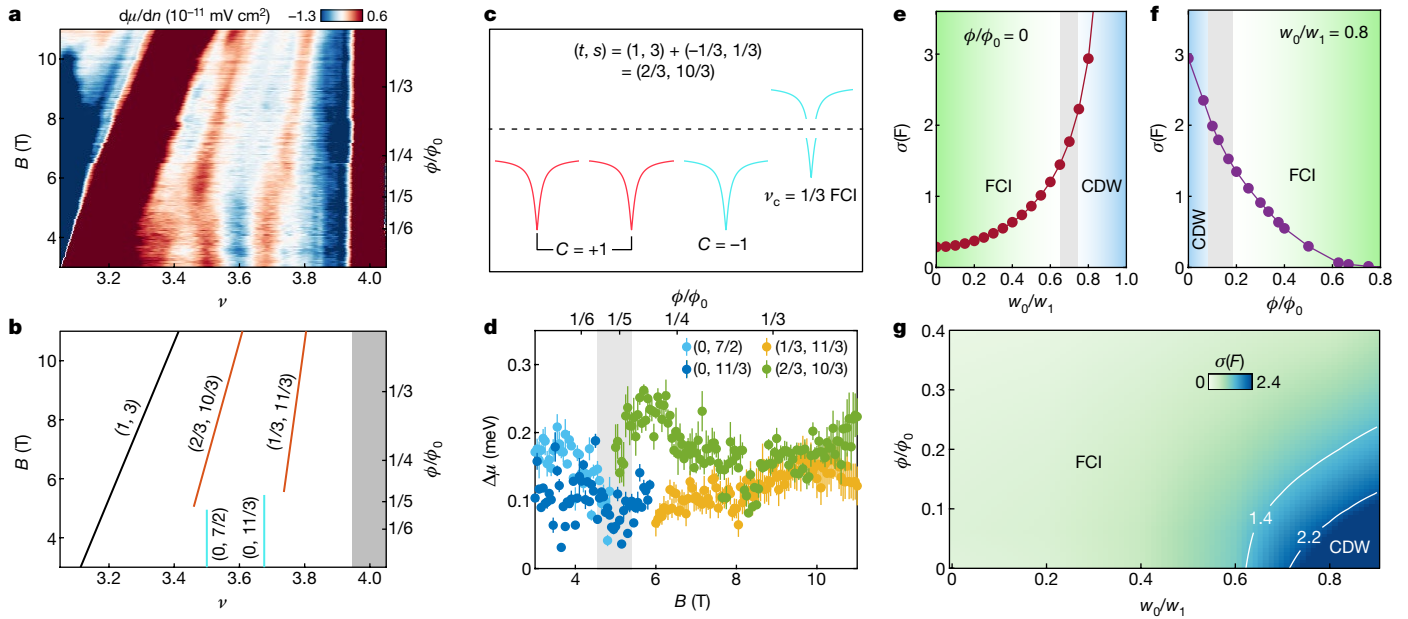 a
dμ/dn (10⁻¹¹ mV cm²)
−1.3
0.6
B (T)
10
8
6
4
1/3
1/4
1/5
1/6
ϕ/ϕ₀
3.2
3.4
3.6
3.8
4.0
ν
b
B (T)
10
8
6
4
(1, 3)
(2/3, 10/3)
(1/3, 11/3)
(0, 7/2)
(0, 11/3)
1/3
1/4
1/5
1/6
ϕ/ϕ₀
3.2
3.4
3.6
3.8
4.0
ν
c
(t, s) = (1, 3) + (−1/3, 1/3)
= (2/3, 10/3)
C = +1
C = −1
ν_c = 1/3 FCI
d
ϕ/ϕ₀
1/6
1/5
1/4
1/3
(0, 7/2)
(1/3, 11/3)
(0, 11/3)
(2/3, 10/3)
Δμ (meV)
0.3
0.2
0.10
0
4
6
8
10
B (T)
e
ϕ/ϕ₀ = 0
σ(F)
3
2
1
0
FCI
CDW
0
0.2
0.4
0.6
0.8
1.0
w₀/w₁
f
w₀/w₁ = 0.8
σ(F)
3
2
1
0
CDW
FCI
0
0.2
0.4
0.6
0.8
ϕ/ϕ₀
g
ϕ/ϕ₀
0.4
0.3
0.2
0.1
0
σ(F)
0
2.4
FCI
1.4
2.2
CDW
0
0.2
0.4
0.6
0.8
w₀/w₁